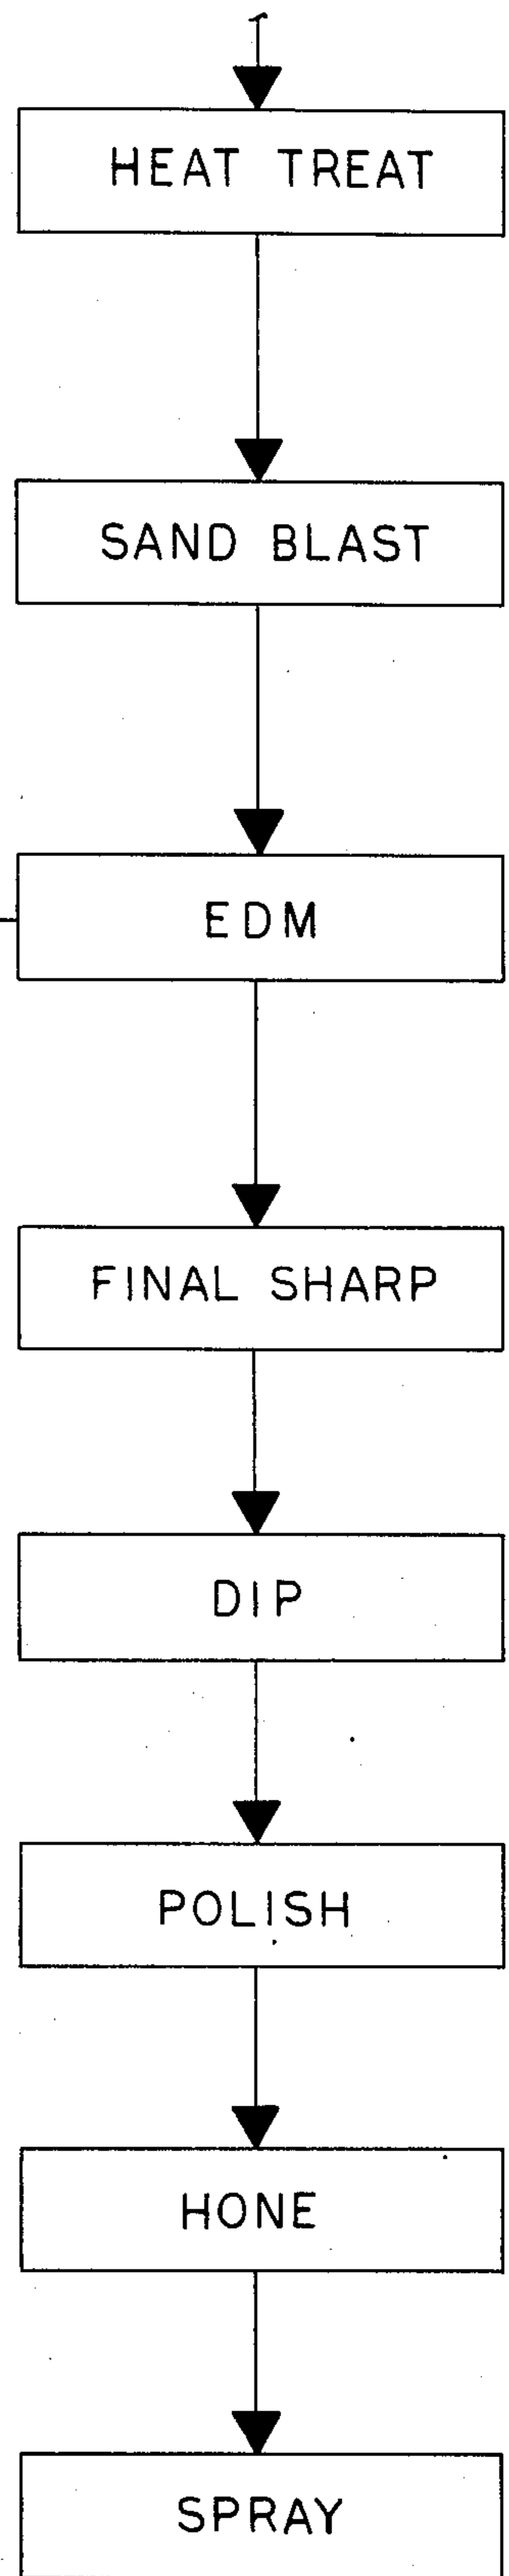 HEAT TREAT
SAND BLAST
EDM
FINAL SHARP
DIP
POLISH
HONE
SPRAY